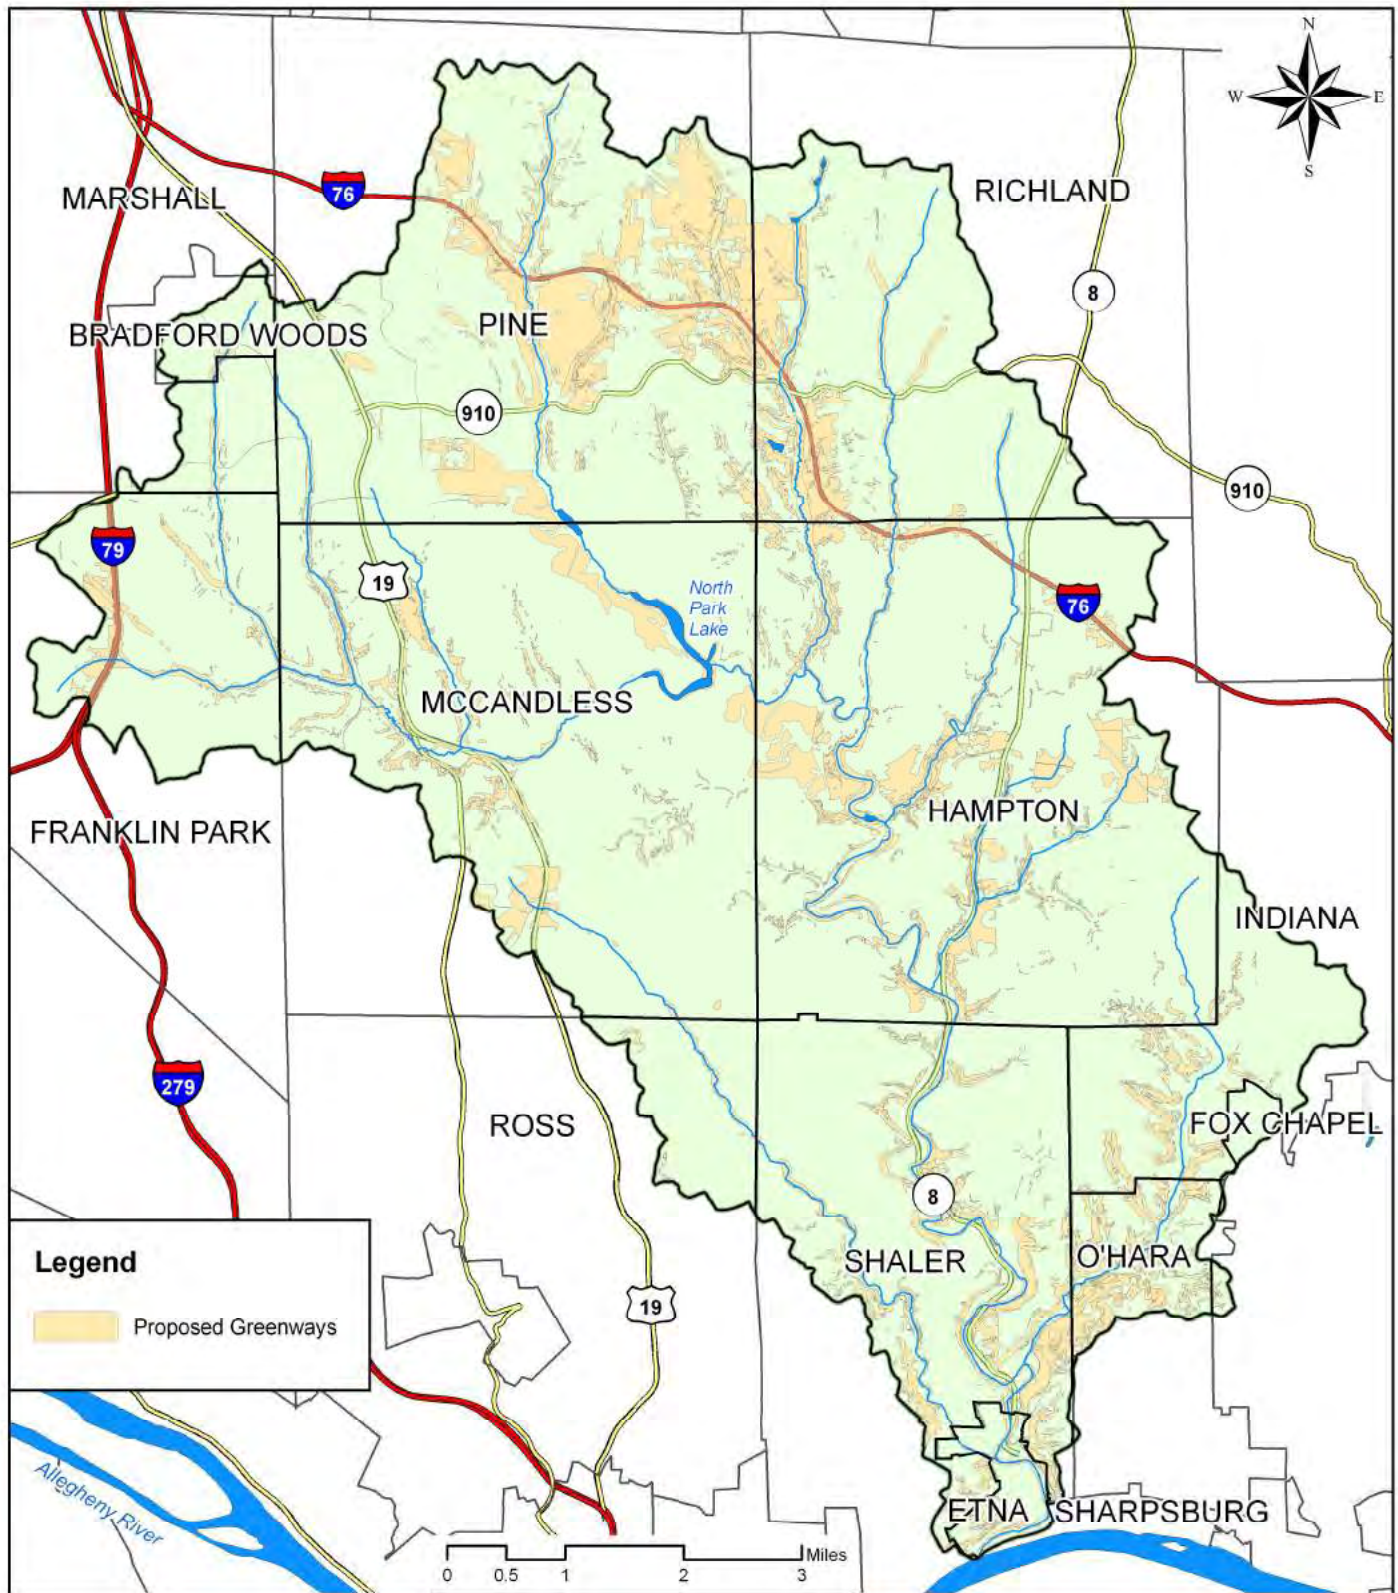 N
W E
S
MARSHALL
76
RICHLAND
8
BRADFORD WOODS
PINE
910
910
79
19
North
Park
Lake
76
MCCANDLESS
HAMPTON
FRANKLIN PARK
INDIANA
279
ROSS
FOX CHAPEL
8
SHALER
O'HARA
19
Legend
Proposed Greenways
Allegheny River
ETNA
SHARPSBURG
Miles
0 0.5 1 2 3